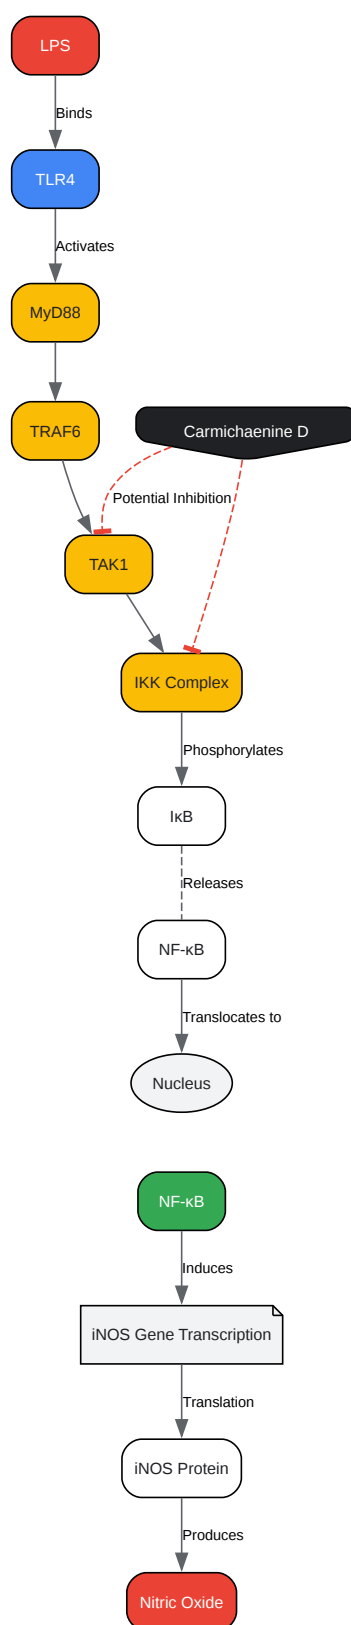 LPS
Binds
TLR4
Activates
MyD88
TRAF6
Carmichaenine D
Potential Inhibition
TAK1
IKK Complex
Phosphorylates
IκB
Releases
NF-κB
Translocates to
Nucleus
NF-κB
Induces
iNOS Gene Transcription
Translation
iNOS Protein
Produces
Nitric Oxide